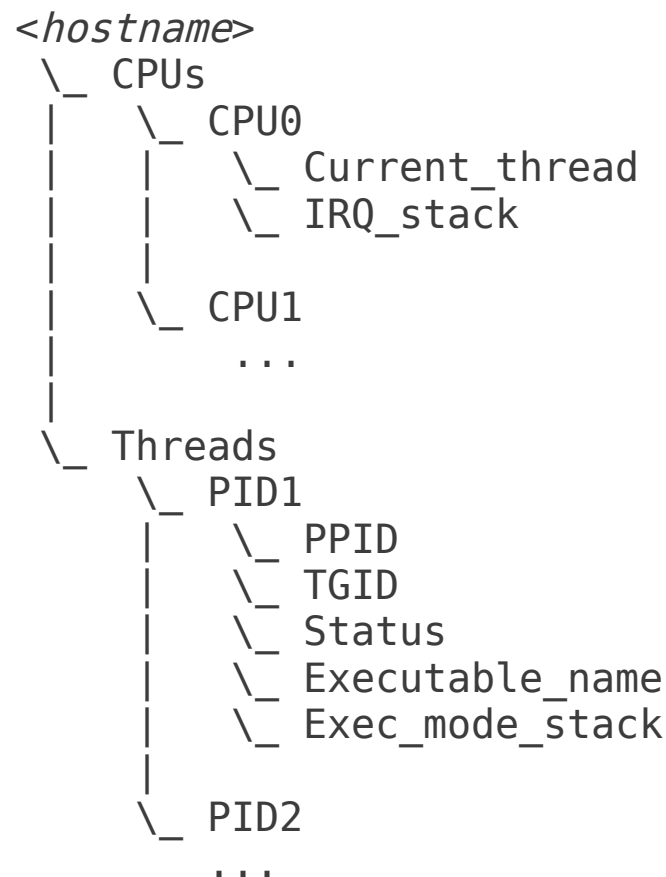 <hostname>
 \_ CPUs
 |   \_ CPU0
 |   |   \_ Current_thread
 |   |   \_ IRQ_stack
 |   |
 |   \_ CPU1
 |       ...
 |
 \_ Threads
     \_ PID1
     |   \_ PPID
     |   \_ TGID
     |   \_ Status
     |   \_ Executable_name
     |   \_ Exec_mode_stack
     |
     \_ PID2
        ...